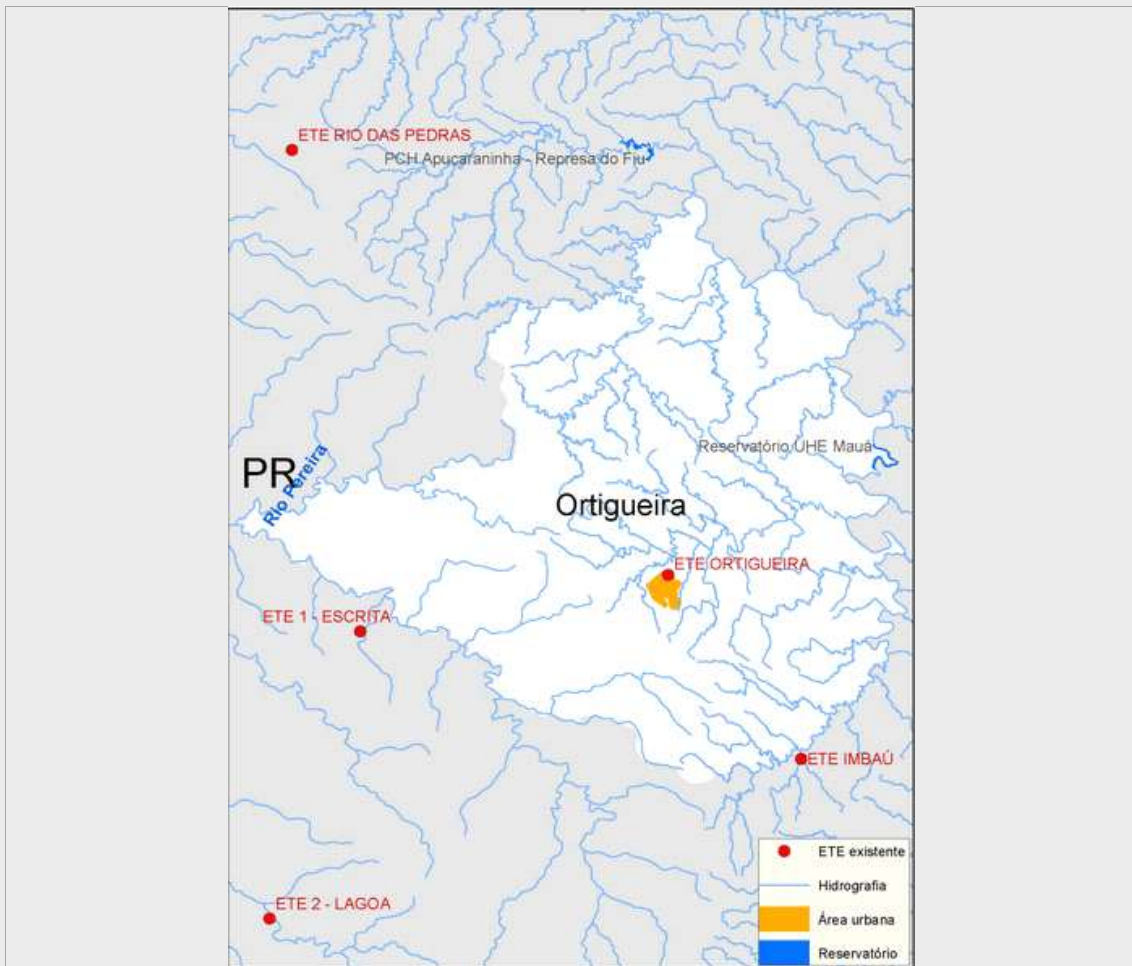 ETE RIO DAS PEDRAS
PCH Apucaraninha - Represa do Fiu
Reservatório UHE Mauá
PR
Rio Pereira
Ortigueira
ETE ORTIGUEIRA
ETE 1 - ESCRITA
ETE IMBAÚ
ETE 2 - LAGOA
ETE existente
Hidrografia
Área urbana
Reservatório